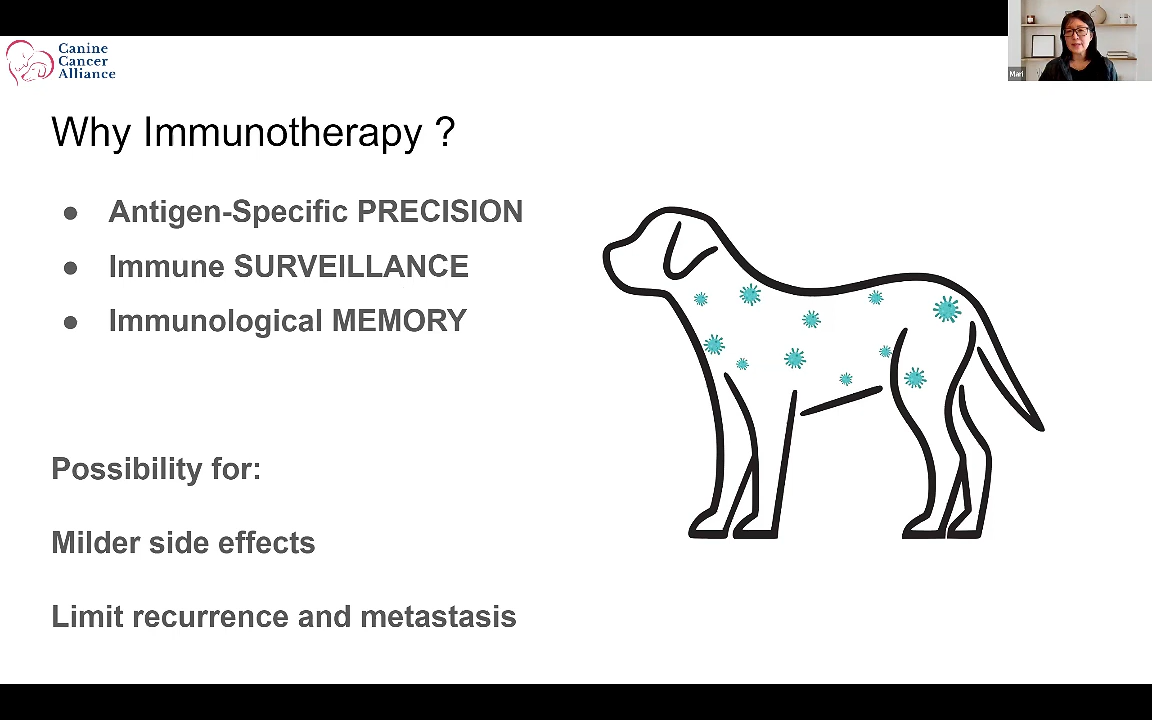 Canine
Cancer
Alliance
Mari
Why Immunotherapy ?
● Antigen-Specific PRECISION
● Immune SURVEILLANCE
● Immunological MEMORY
Possibility for:
Milder side effects
Limit recurrence and metastasis